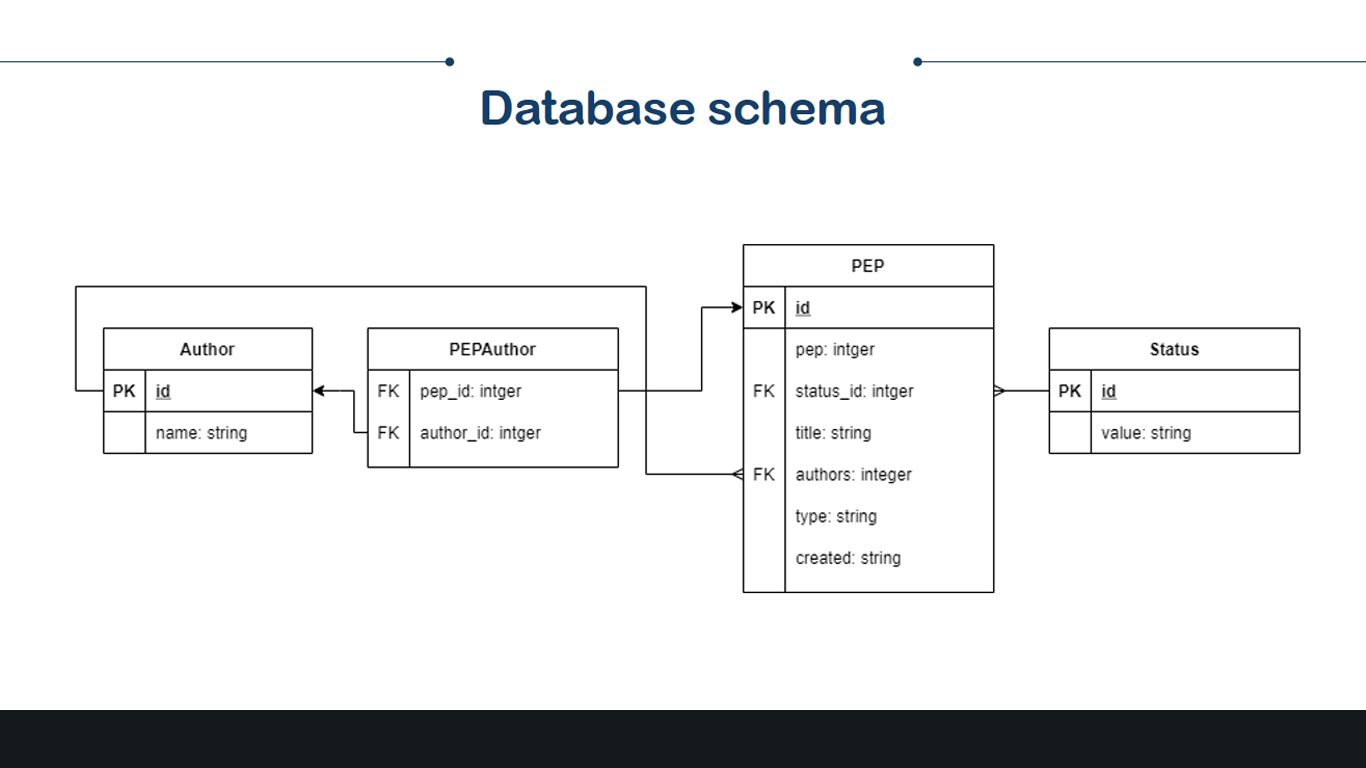 Database schema
Author
PK id
name: string
PEPAuthor
FK pep_id: intger
FK author_id: intger
PEP
PK id
pep: intger
FK status_id: intger
title: string
FK authors: integer
type: string
created: string
Status
PK id
value: string